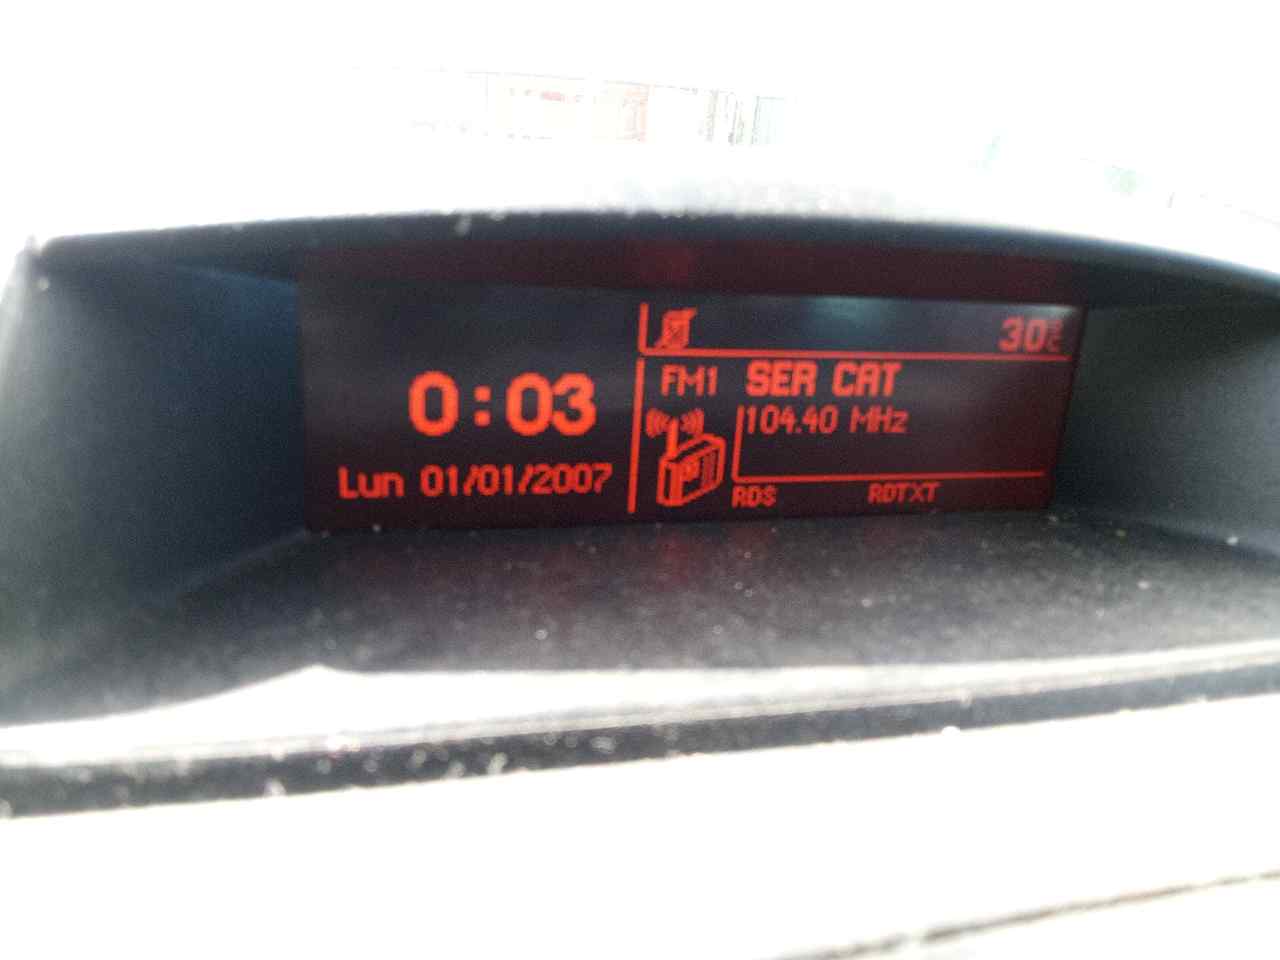 0:03
Lun 01/01/2007
30°C
FM1 SER CAT
104.40 MHz
RDS RDTXT